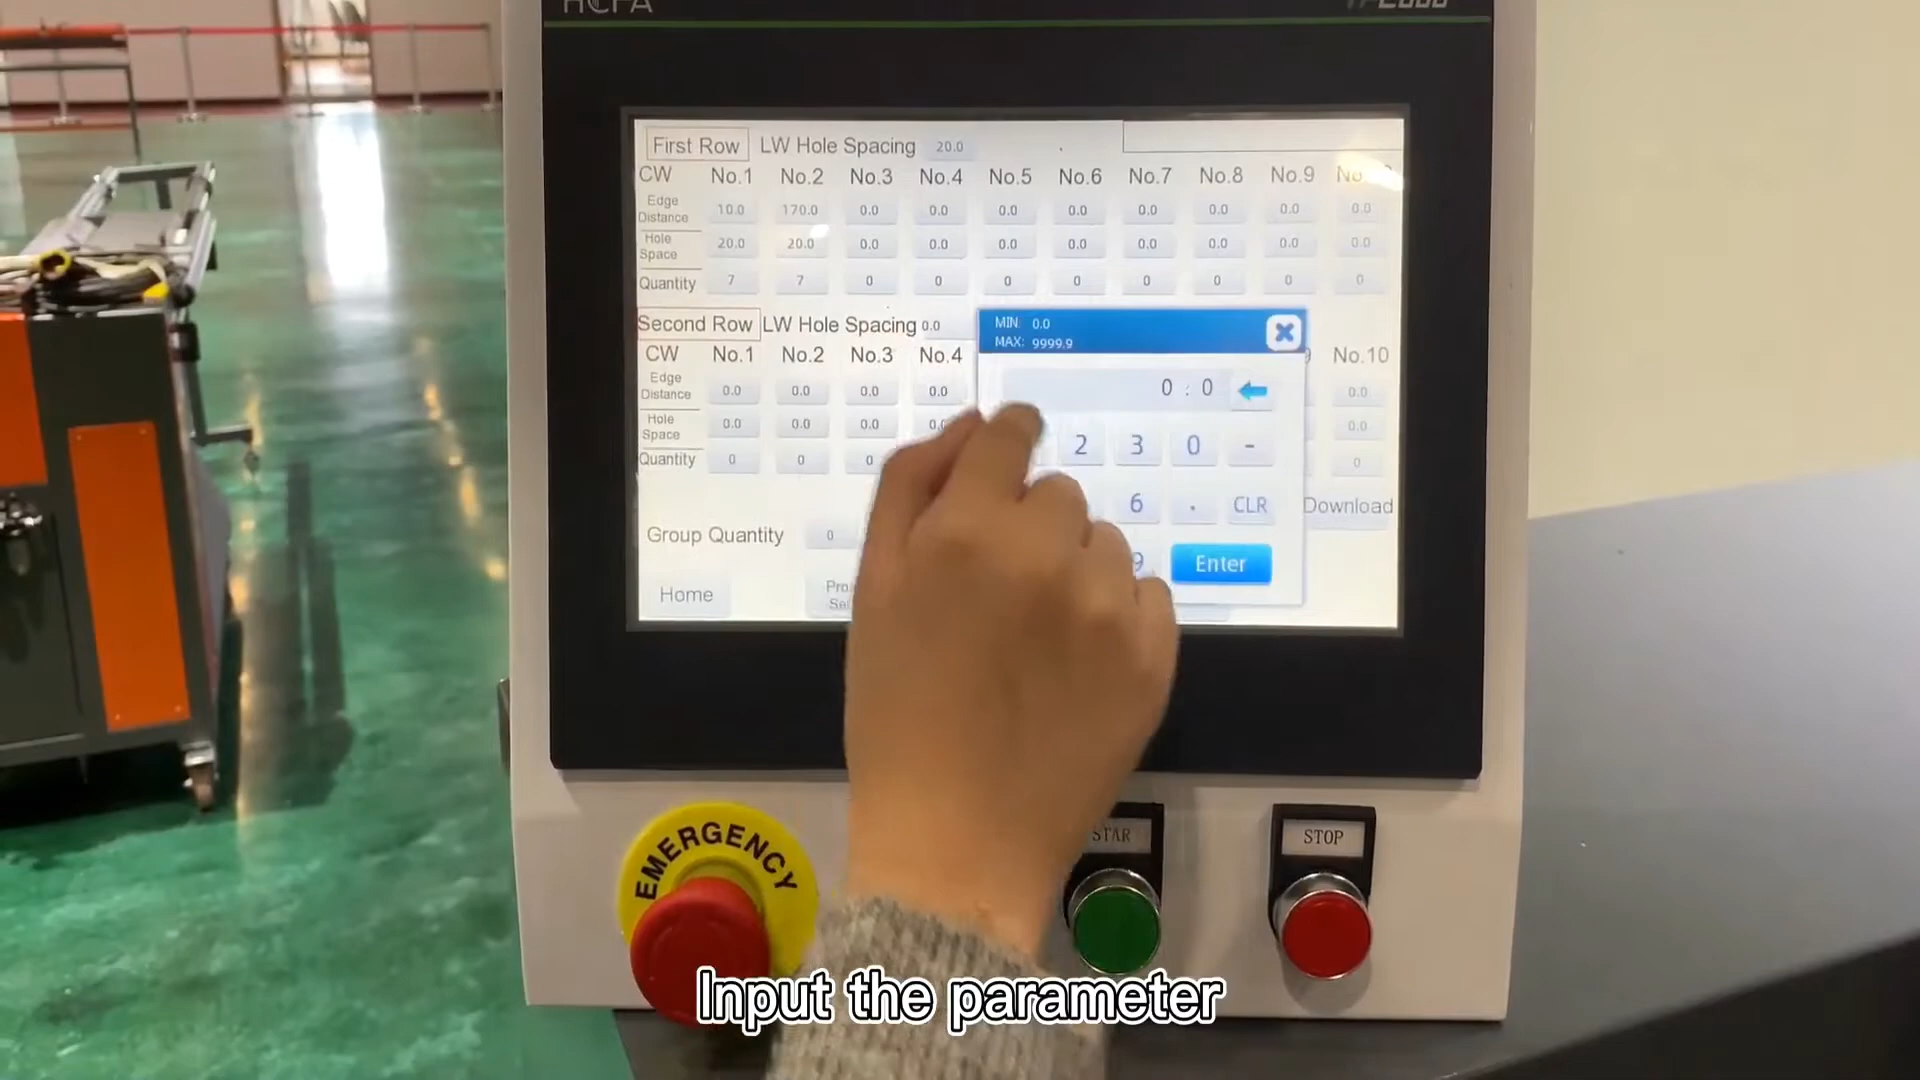 HCFA
First Row LW Hole Spacing 20.0
CW No.1 No.2 No.3 No.4 No.5 No.6 No.7 No.8 No.9
Edge Distance 10.0 170.0 0.0 0.0 0.0 0.0 0.0 0.0 0.0 0.0
Hole Space 20.0 20.0 0.0 0.0 0.0 0.0 0.0 0.0 0.0 0.0
Quantity 7 7 0 0 0 0 0 0 0 0
Second Row LW Hole Spacing 0.0
CW No.1 No.2 No.3 No.4 No.10
Edge Distance 0.0 0.0 0.0 0.0 0.0
Hole Space 0.0 0.0 0.0 0.0
Quantity 0 0 0 0
MIN: 0.0
MAX: 9999.9
0 : 0
2 3 0 -
6 . CLR
9 Enter
Download
Group Quantity 0
Home
EMERGENCY
STAR
STOP
Input the parameter